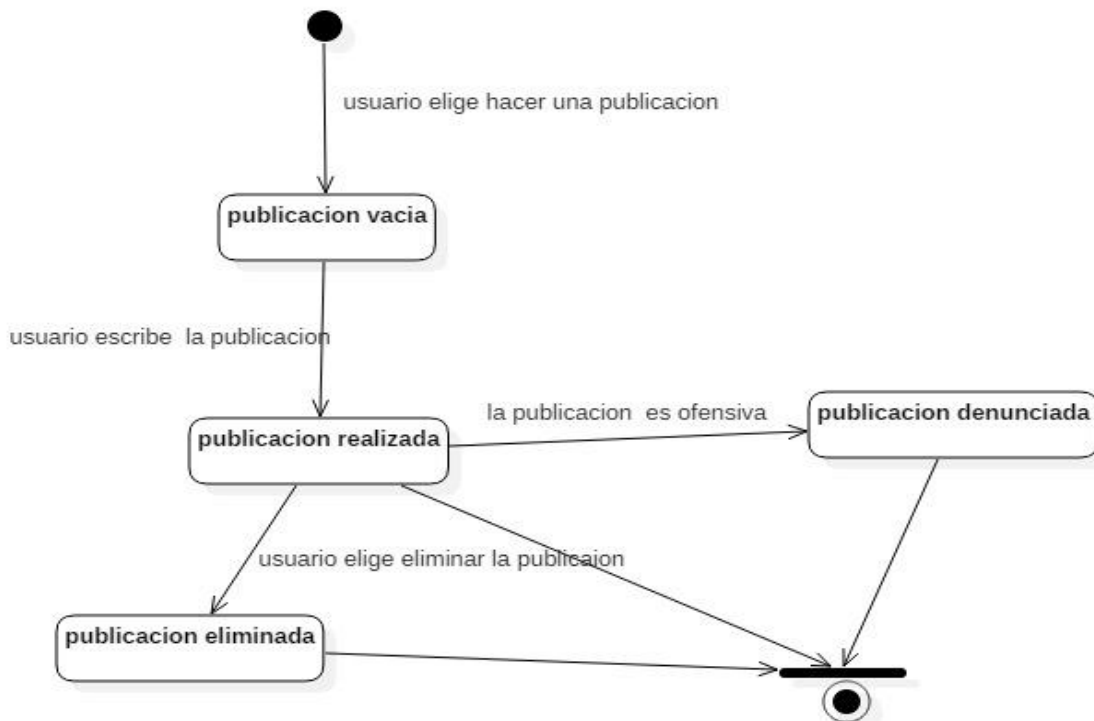 usuario elige hacer una publicacion
publicacion vacia
usuario escribe  la publicacion
la publicacion  es ofensiva
publicacion denunciada
publicacion realizada
usuario elige eliminar la publicaion
publicacion eliminada